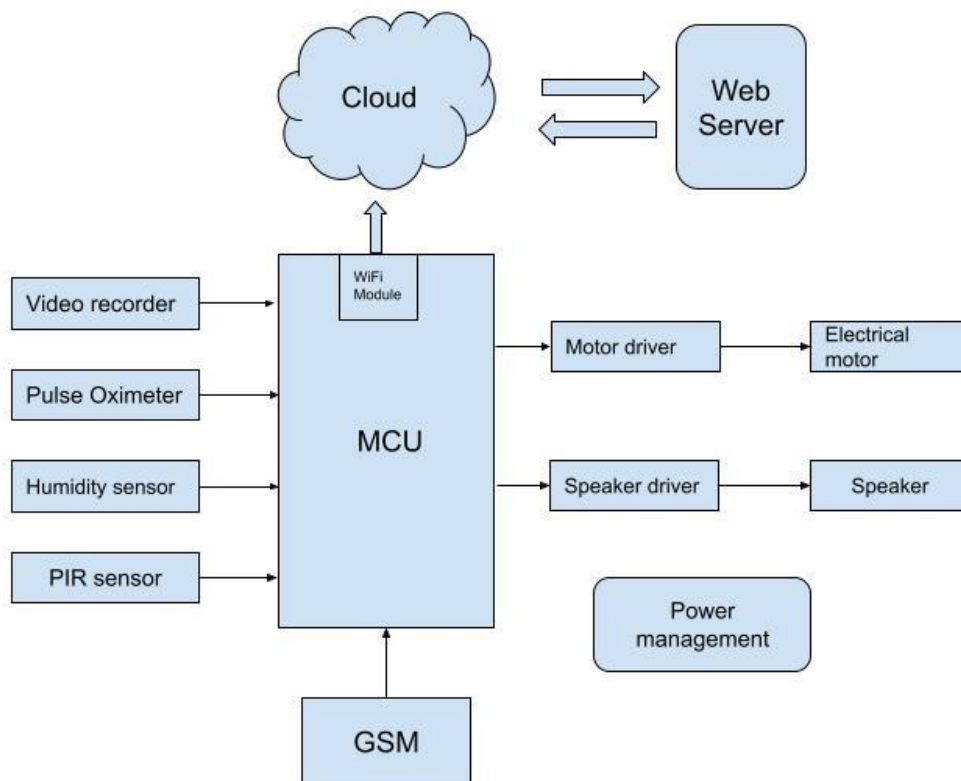 Cloud
Web
Server
WiFi
Module
Video recorder
Pulse Oximeter
Humidity sensor
PIR sensor
MCU
Motor driver
Electrical
motor
Speaker driver
Speaker
Power
management
GSM